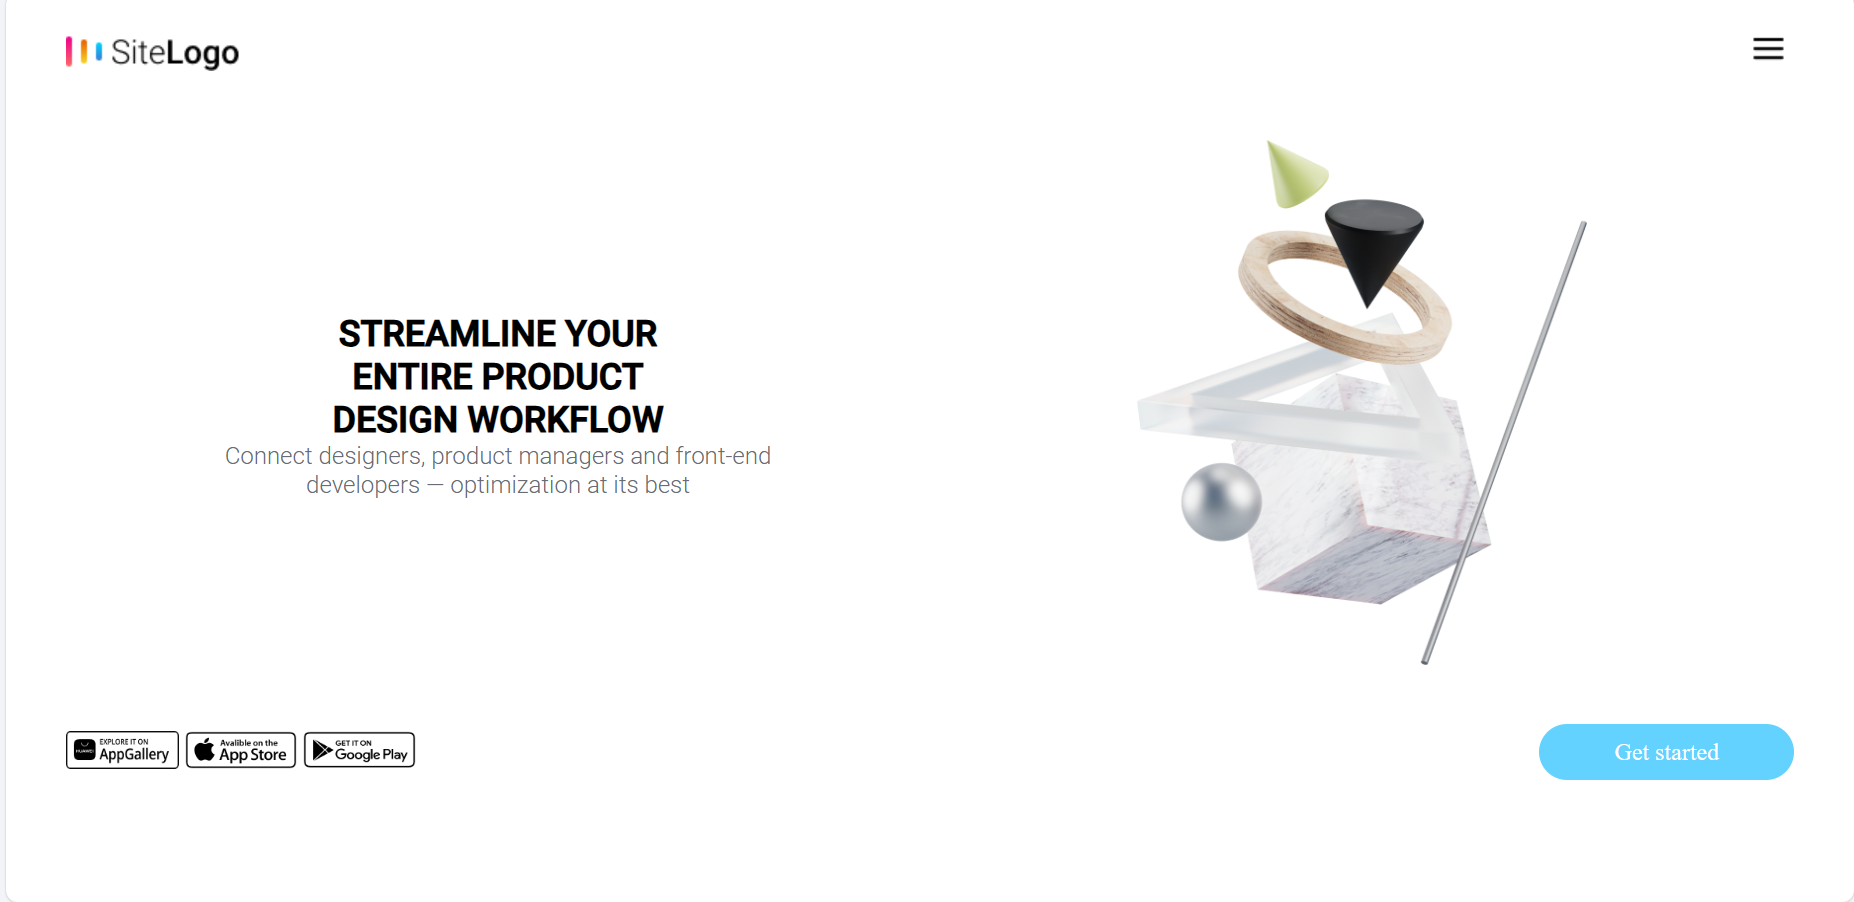 SiteLogo
STREAMLINE YOUR
ENTIRE PRODUCT
DESIGN WORKFLOW
Connect designers, product managers and front-end
developers — optimization at its best
EXPLORE IT ON
HUAWEI
AppGallery
Avalible on the
App Store
GET IT ON
Google Play
Get started